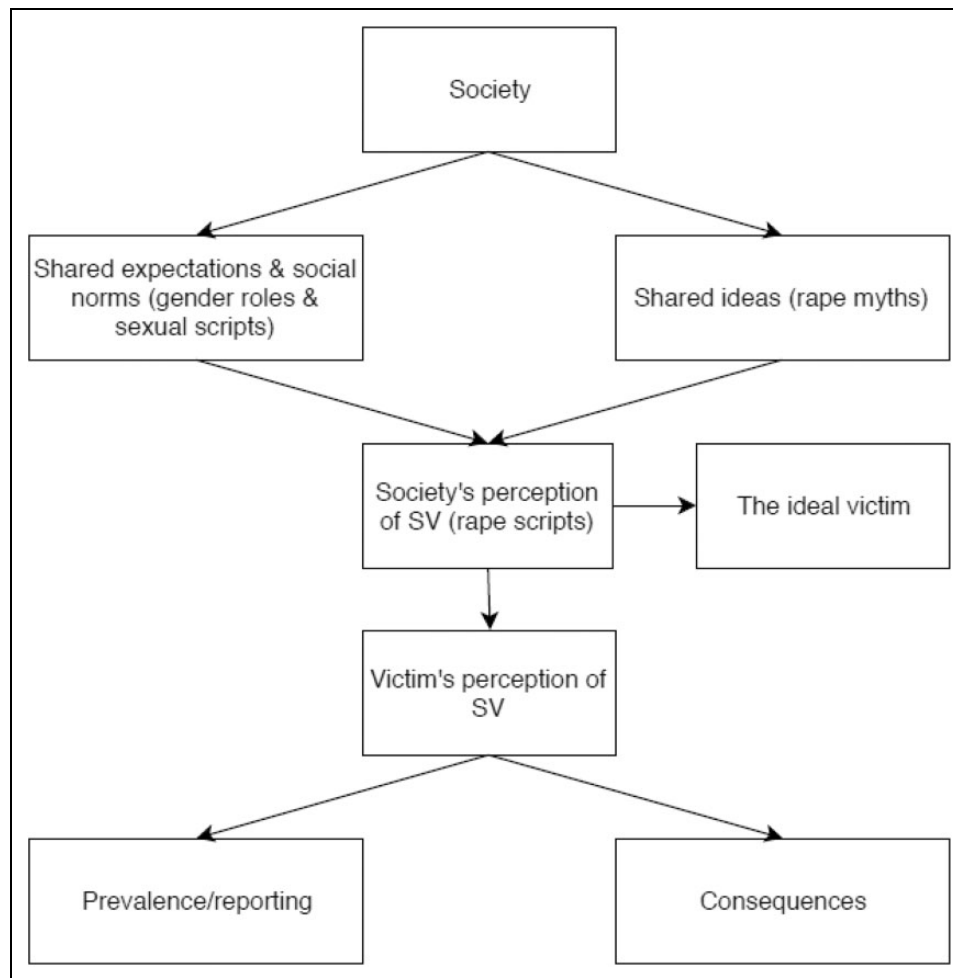 Society
Shared expectations & social
norms (gender roles &
sexual scripts)
Shared ideas (rape myths)
Society's perception
of SV (rape scripts)
The ideal victim
Victim's perception of
SV
Prevalence/reporting
Consequences